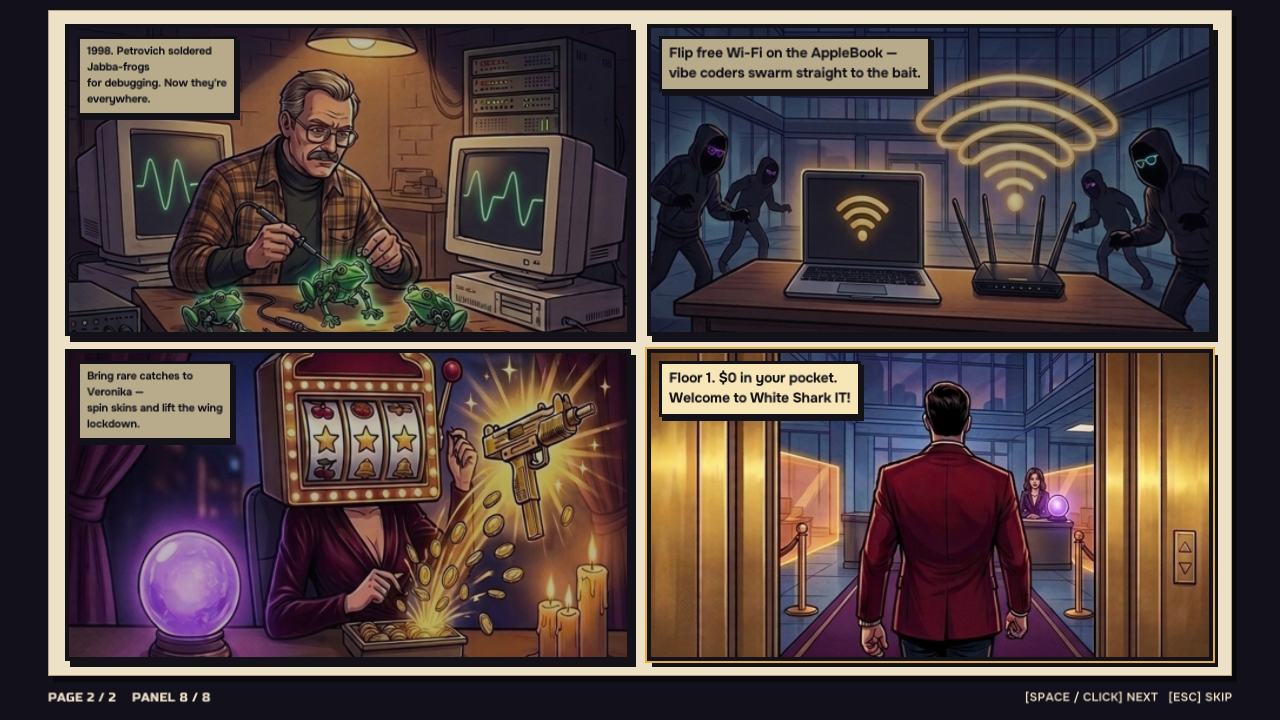 1998. Petrovich soldered
Jabba-frogs
for debugging. Now they're
everywhere.
Flip free Wi-Fi on the AppleBook —
vibe coders swarm straight to the bait.
Bring rare catches to
Veronika —
spin skins and lift the wing
lockdown.
Floor 1. $0 in your pocket.
Welcome to White Shark IT!
PAGE 2 / 2 PANEL 8 / 8
[SPACE / CLICK] NEXT [ESC] SKIP